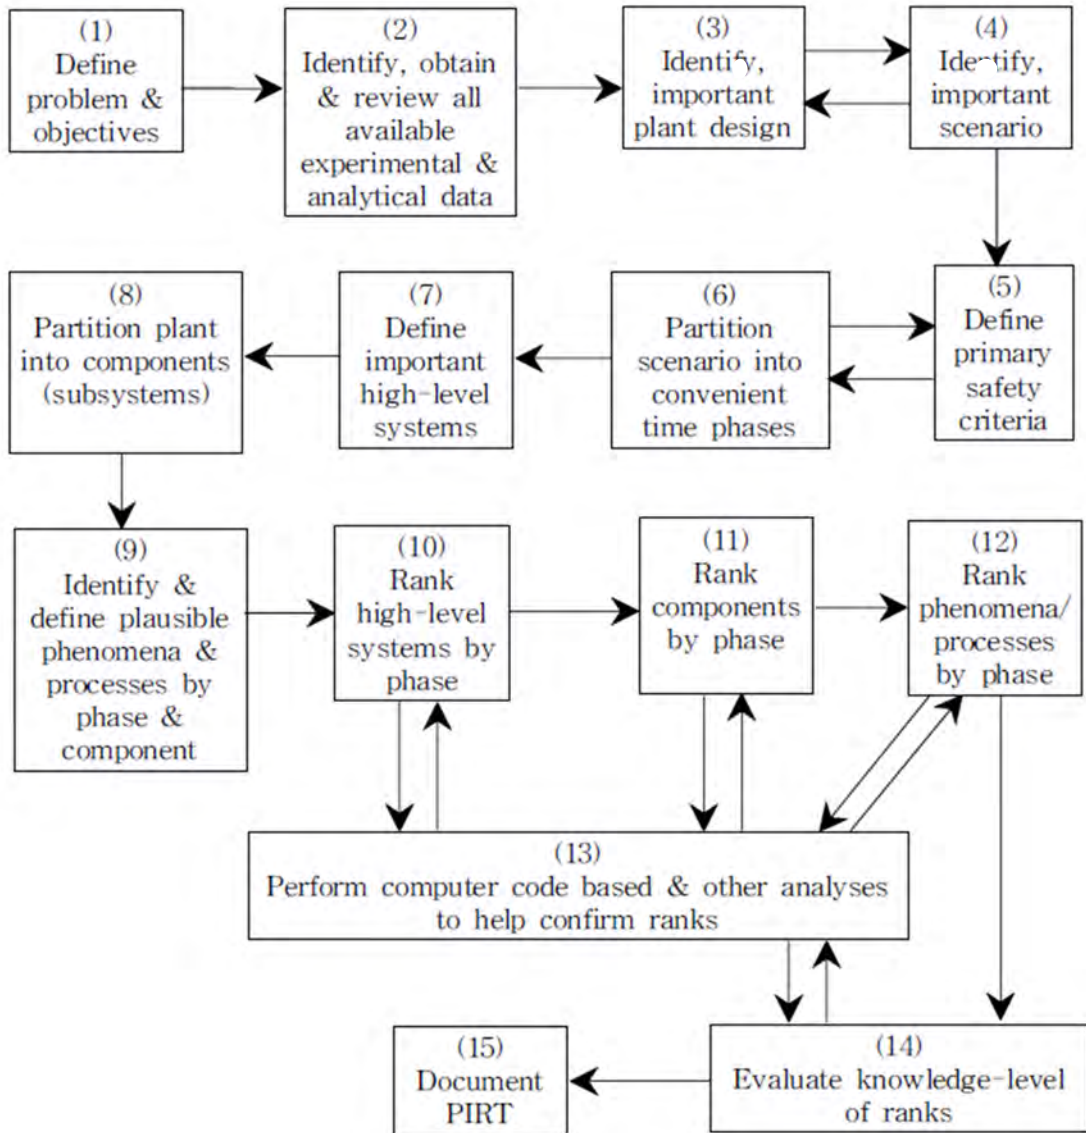 (1)
Define
problem &
objectives
(2)
Identify, obtain
& review all
available
experimental &
analytical data
(3)
Identify,
important
plant design
(4)
Identify,
important
scenario
(5)
Define
primary
safety
criteria
(6)
Partition
scenario into
convenient
time phases
(7)
Define
important
high-level
systems
(8)
Partition plant
into components
(subsystems)
(9)
Identify &
define plausible
phenomena &
processes by
phase &
component
(10)
Rank
high-level
systems by
phase
(11)
Rank
components
by phase
(12)
Rank
phenomena/
processes
by phase
(13)
Perform computer code based & other analyses
to help confirm ranks
(14)
Evaluate knowledge-level
of ranks
(15)
Document
PIRT